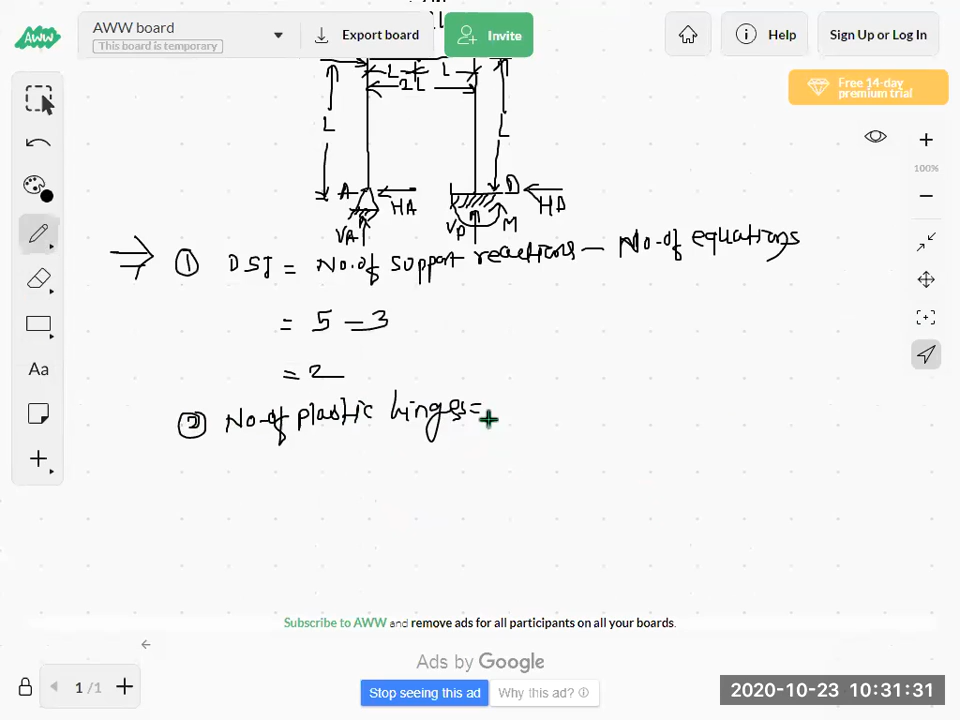 AWW board
This board is temporary
Export board
Invite
Help
Sign Up or Log In
AWW
Free 14-day
premium trial
100%
L L
2L
L
L
A
HA
VA
D
HD
M
VD
① DSI = No. of support reactions - No. of equations
= 5 - 3
= 2
② No. of plastic hinges =
Aa
Subscribe to AWW and remove ads for all participants on all your boards.
Ads by Google
Stop seeing this ad
Why this ad?
1 / 1
2020-10-23 10:31:31